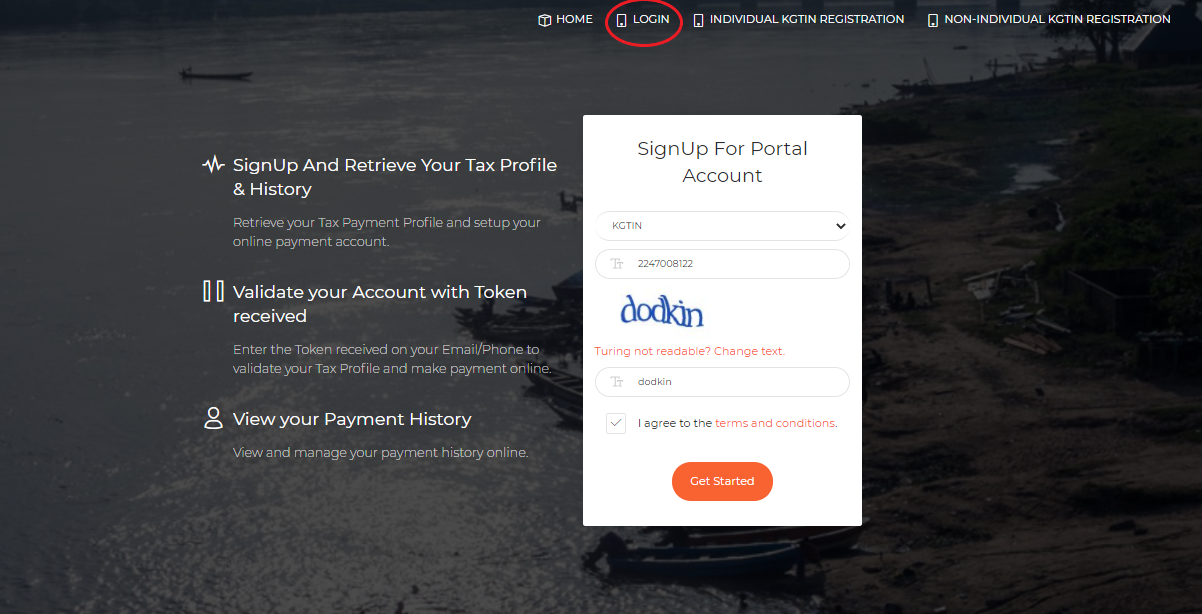 HOME
LOGIN
INDIVIDUAL KGTIN REGISTRATION
NON-INDIVIDUAL KGTIN REGISTRATION
SignUp And Retrieve Your Tax Profile
& History
Retrieve your Tax Payment Profile and setup your
online payment account.
Validate your Account with Token
received
Enter the Token received on your Email/Phone to
validate your Tax Profile and make payment online.
View your Payment History
View and manage your payment history online.
SignUp For Portal
Account
KGTIN
2247008122
dodkin
Turing not readable? Change text.
dodkin
I agree to the terms and conditions.
Get Started